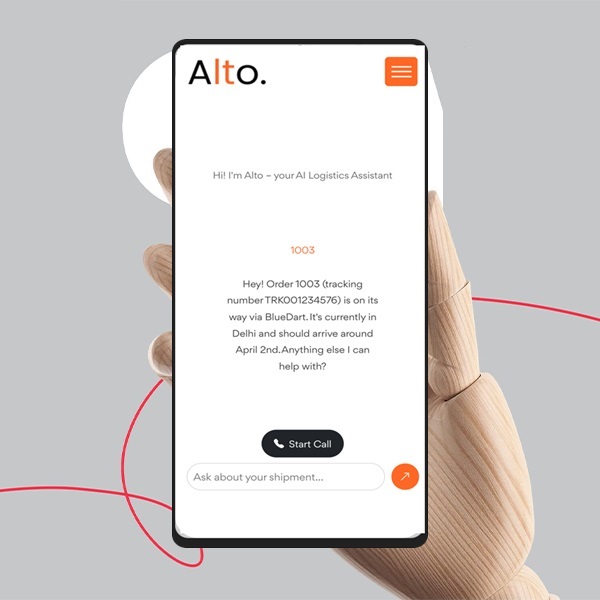 Alto.
Hi! I'm Alto – your AI Logistics Assistant
1003
Hey! Order 1003 (tracking
number TRK001234576) is on its
way via BlueDart. It's currently in
Delhi and should arrive around
April 2nd.Anything else I can
help with?
Start Call
Ask about your shipment...